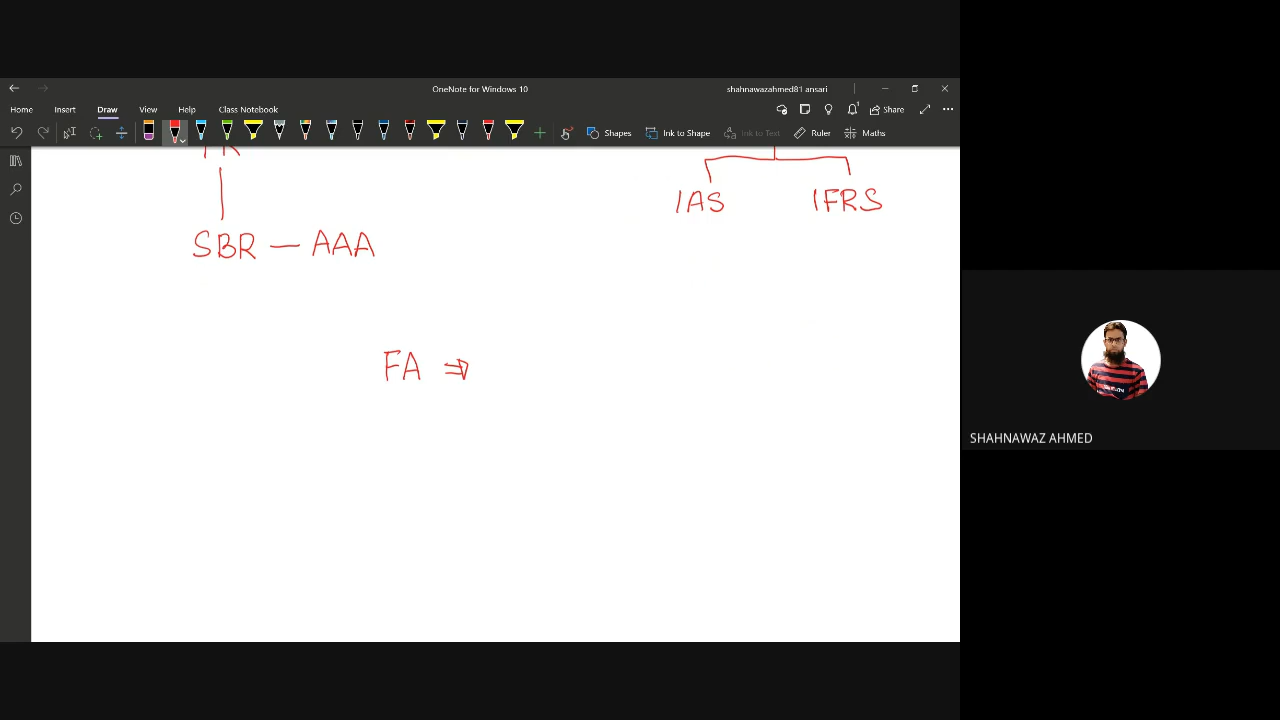 OneNote for Windows 10
shahnawazahmed81 ansari
Home Insert Draw View Help Class Notebook
Share
Shapes Ink to Shape Ink to Text Ruler Maths
IAS IFRS
SBR — AAA
FA ⇒
SHAHNAWAZ AHMED